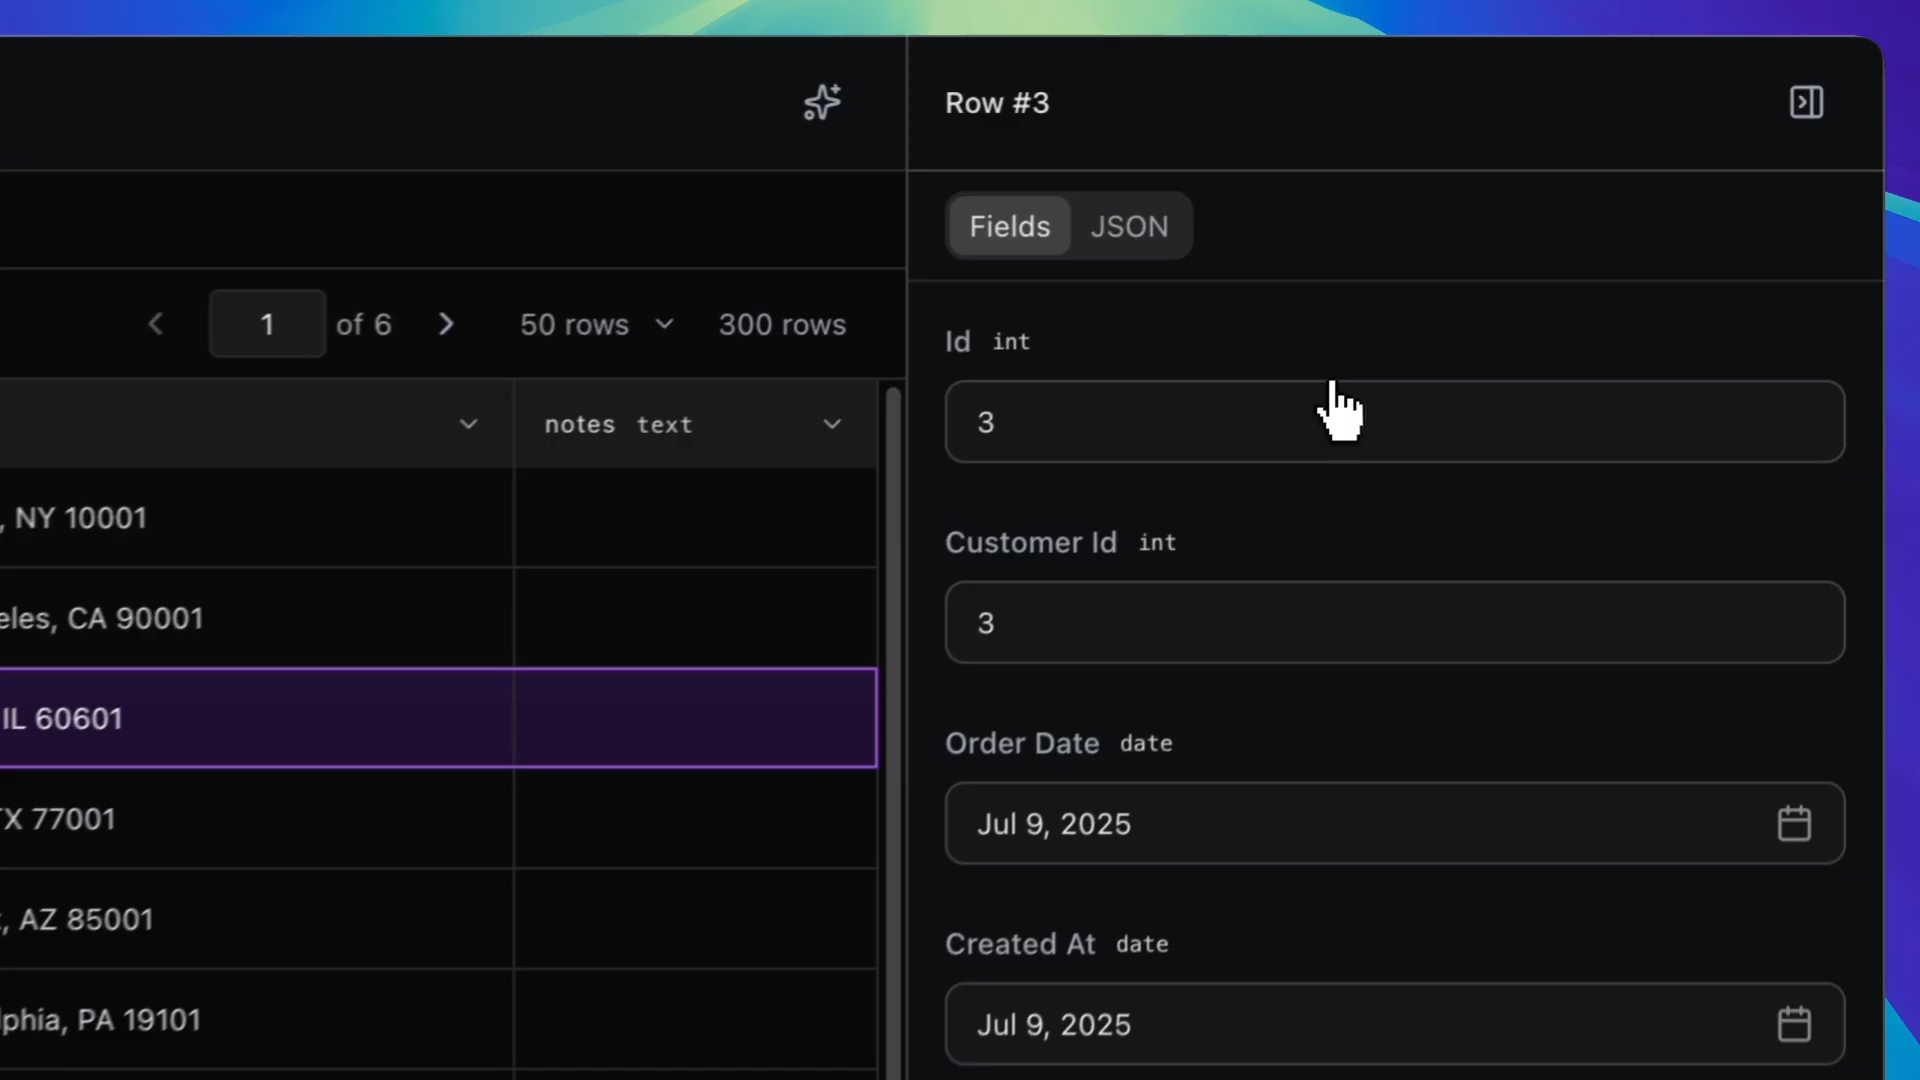 Row #3
Fields JSON
1 of 6 50 rows 300 rows
notes text
, NY 10001
eles, CA 90001
IL 60601
TX 77001
, AZ 85001
lphia, PA 19101
Id int
3
Customer Id int
3
Order Date date
Jul 9, 2025
Created At date
Jul 9, 2025